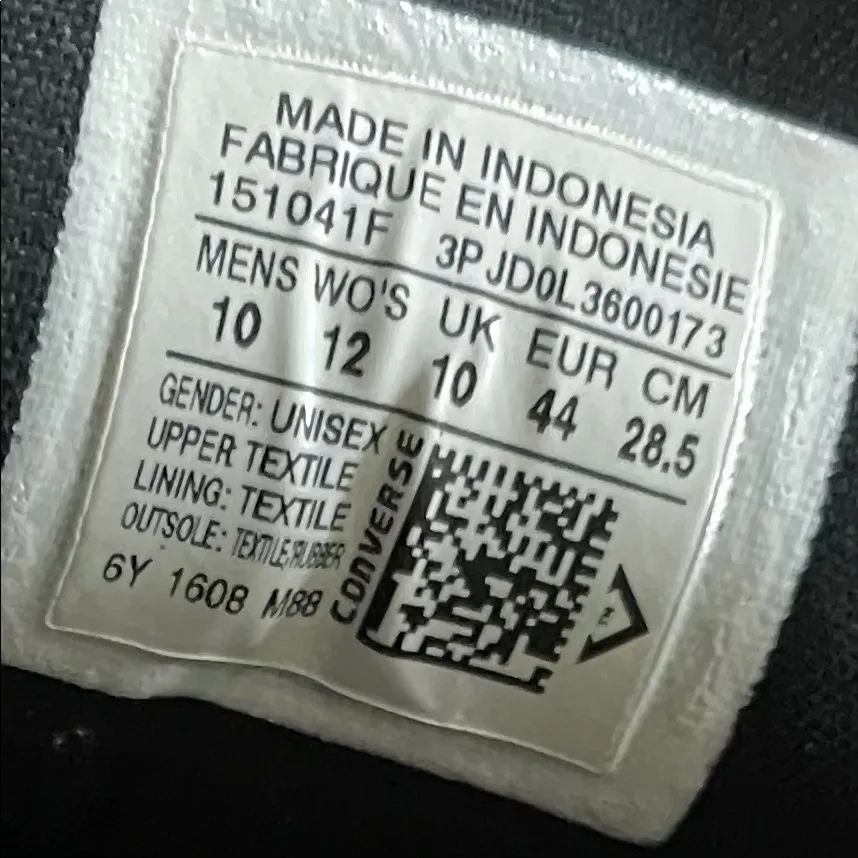 MADE IN INDONESIA
FABRIQUE EN INDONESIE
151041F 3PJD0L3600173
MENS WO'S UK EUR CM
10 12 10 44 28.5
GENDER: UNISEX
UPPER TEXTILE
LINING: TEXTILE
OUTSOLE: TEXTILE,RUBBER
6Y 1608 M88
CONVERSE